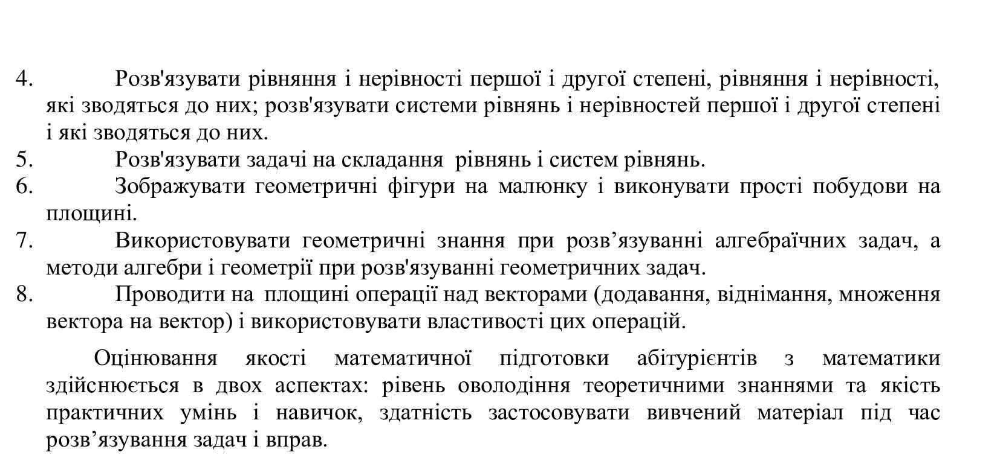 4. Розв'язувати рівняння і нерівності першої і другої степені, рівняння і нерівності,
які зводяться до них; розв'язувати системи рівнянь і нерівностей першої і другої степені
і які зводяться до них.
5. Розв'язувати задачі на складання рівнянь і систем рівнянь.
6. Зображувати геометричні фігури на малюнку і виконувати прості побудови на
площині.
7. Використовувати геометричні знання при розв’язуванні алгебраїчних задач, а
методи алгебри і геометрії при розв'язуванні геометричних задач.
8. Проводити на площині операції над векторами (додавання, віднімання, множення
вектора на вектор) і використовувати властивості цих операцій.
Оцінювання якості математичної підготовки абітурієнтів з математики
здійснюється в двох аспектах: рівень оволодіння теоретичними знаннями та якість
практичних умінь і навичок, здатність застосовувати вивчений матеріал під час
розв’язування задач і вправ.